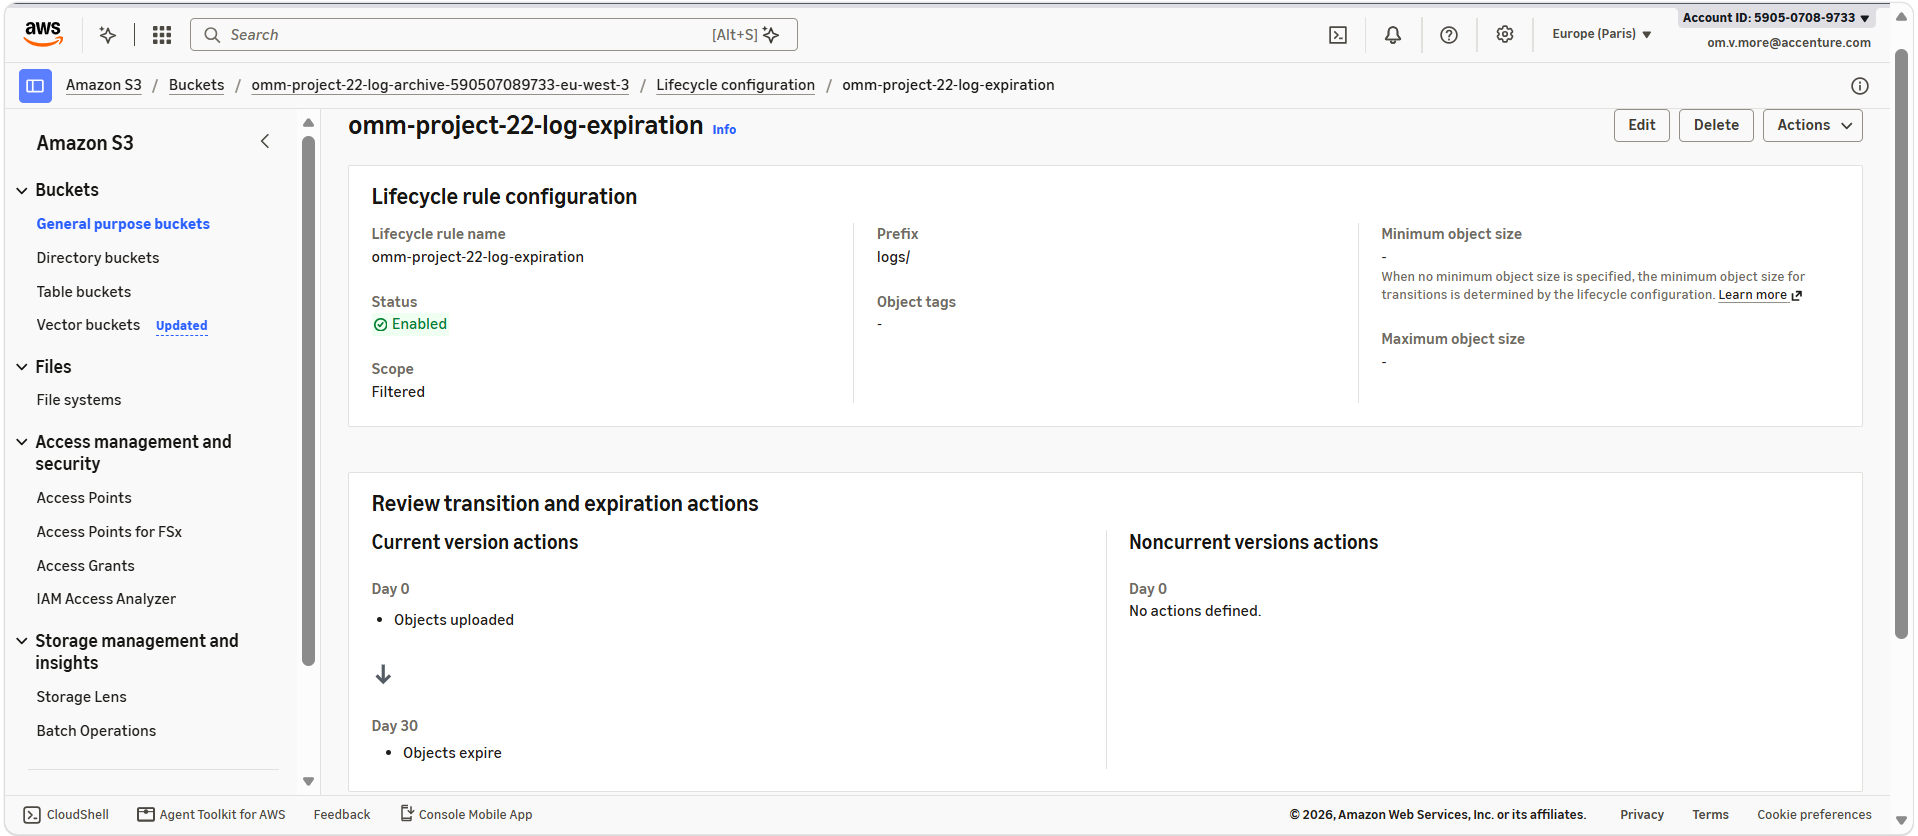 aws
Search
[Alt+S]
Europe (Paris)
Account ID: 5905-0708-9733
om.v.more@accenture.com
Amazon S3 / Buckets / omm-project-22-log-archive-590507089733-eu-west-3 / Lifecycle configuration / omm-project-22-log-expiration
Amazon S3
Buckets
General purpose buckets
Directory buckets
Table buckets
Vector buckets Updated
Files
File systems
Access management and
security
Access Points
Access Points for FSx
Access Grants
IAM Access Analyzer
Storage management and
insights
Storage Lens
Batch Operations
omm-project-22-log-expiration Info
Edit
Delete
Actions
Lifecycle rule configuration
Lifecycle rule name
omm-project-22-log-expiration
Status
Enabled
Scope
Filtered
Prefix
logs/
Object tags
-
Minimum object size
-
When no minimum object size is specified, the minimum object size for
transitions is determined by the lifecycle configuration. Learn more
Maximum object size
-
Review transition and expiration actions
Current version actions
Day 0
• Objects uploaded
Day 30
• Objects expire
Noncurrent versions actions
Day 0
No actions defined.
CloudShell
Agent Toolkit for AWS
Feedback
Console Mobile App
© 2026, Amazon Web Services, Inc. or its affiliates.
Privacy
Terms
Cookie preferences